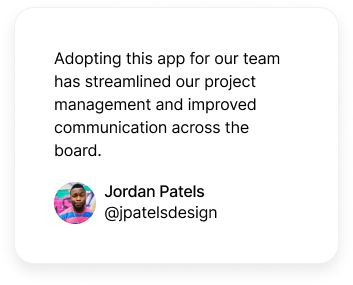 Adopting this app for our team
has streamlined our project
management and improved
communication across the
board.
Jordan Patels
@jpatelsdesign